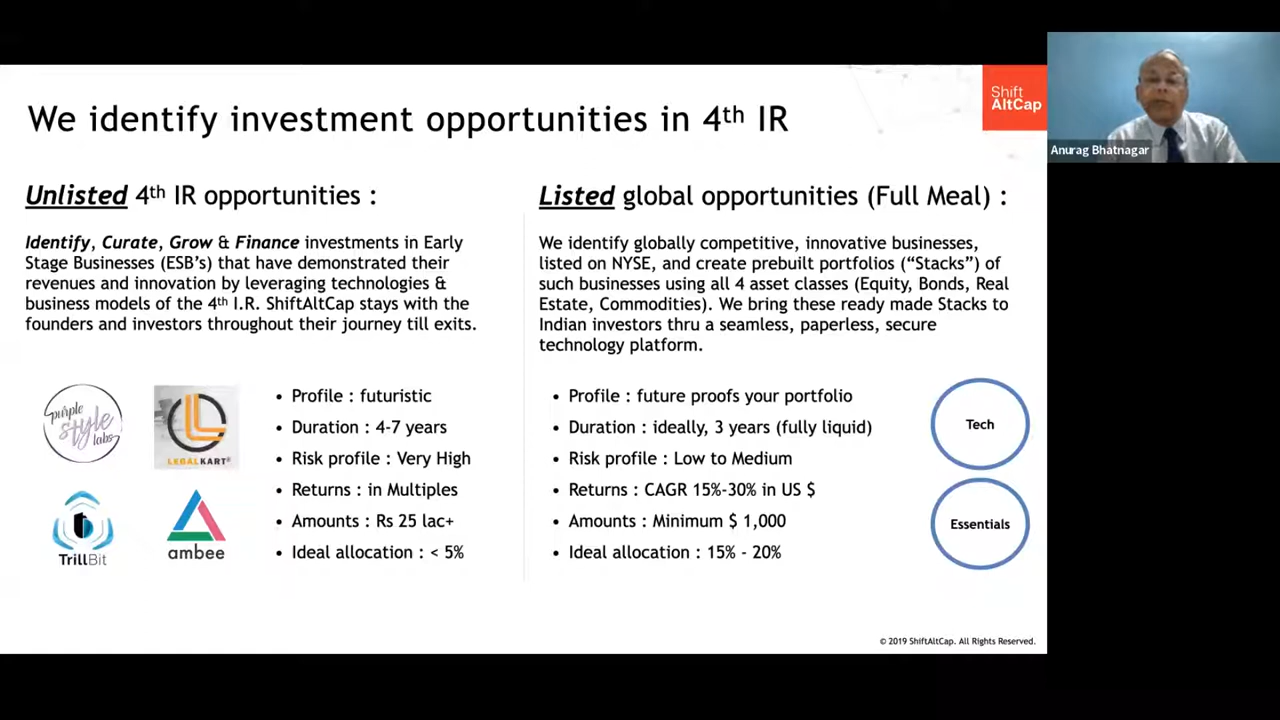 Shift
AltCap
Anurag Bhatnagar
We identify investment opportunities in 4th IR
Unlisted 4th IR opportunities :
Identify, Curate, Grow & Finance investments in Early
Stage Businesses (ESB’s) that have demonstrated their
revenues and innovation by leveraging technologies &
business models of the 4th I.R. ShiftAltCap stays with the
founders and investors throughout their journey till exits.
purple
style
labs
LEGALKART®
TrillBit
ambee
• Profile : futuristic
• Duration : 4-7 years
• Risk profile : Very High
• Returns : in Multiples
• Amounts : Rs 25 lac+
• Ideal allocation : < 5%
Listed global opportunities (Full Meal) :
We identify globally competitive, innovative businesses,
listed on NYSE, and create prebuilt portfolios (“Stacks”) of
such businesses using all 4 asset classes (Equity, Bonds, Real
Estate, Commodities). We bring these ready made Stacks to
Indian investors thru a seamless, paperless, secure
technology platform.
• Profile : future proofs your portfolio
• Duration : ideally, 3 years (fully liquid)
• Risk profile : Low to Medium
• Returns : CAGR 15%-30% in US $
• Amounts : Minimum $ 1,000
• Ideal allocation : 15% - 20%
Tech
Essentials
© 2019 ShiftAltCap. All Rights Reserved.